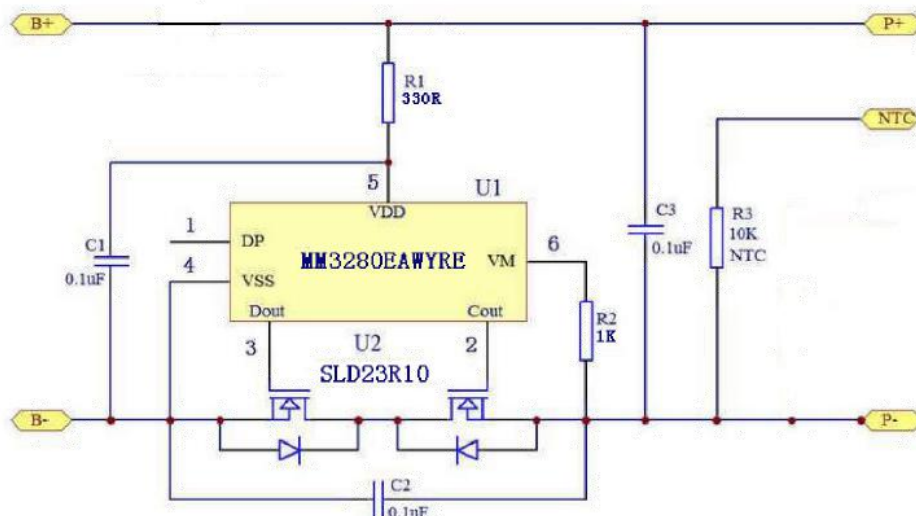 B+
P+
R1
330R
NTC
5
U1
VDD
1
DP
MM3280EAWYRE
VM
6
C3
0.1uF
R3
10K
NTC
C1
0.1uF
4
VSS
Dout
Cout
R2
1K
3
U2
2
SLD23R10
B-
P-
C2
0.1uF